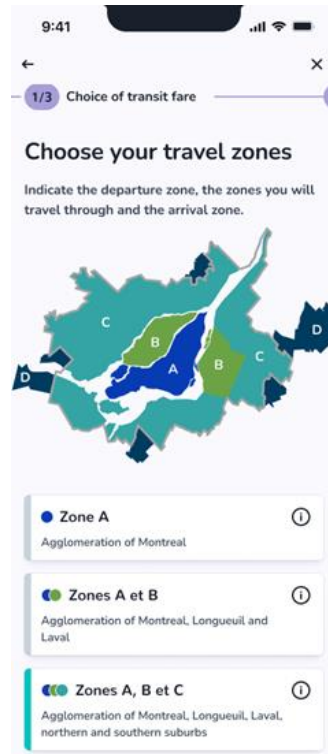 9:41
1/3 Choice of transit fare
Choose your travel zones
Indicate the departure zone, the zones you will
travel through and the arrival zone.
C
B
A
B
C
D
D
Zone A
Agglomeration of Montreal
Zones A et B
Agglomeration of Montreal, Longueuil and
Laval
Zones A, B et C
Agglomeration of Montreal, Longueuil, Laval,
northern and southern suburbs